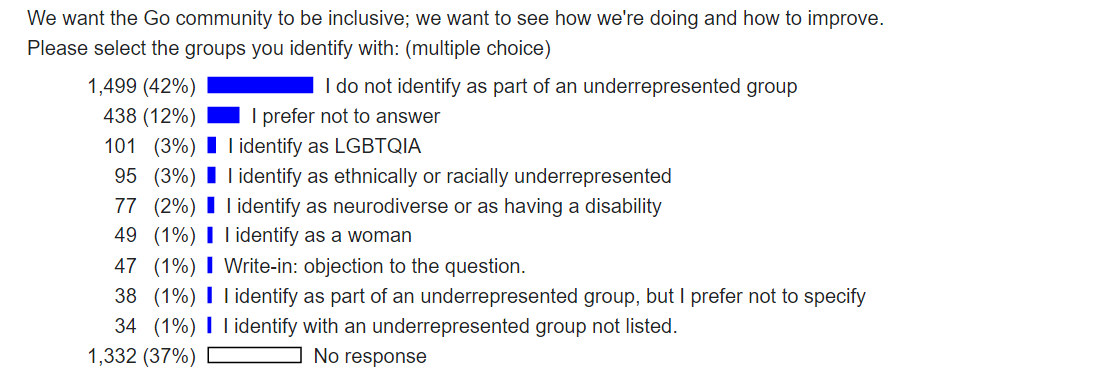 We want the Go community to be inclusive; we want to see how we're doing and how to improve.
Please select the groups you identify with: (multiple choice)
1,499 (42%) I do not identify as part of an underrepresented group
438 (12%) I prefer not to answer
101 (3%) I identify as LGBTQIA
95 (3%) I identify as ethnically or racially underrepresented
77 (2%) I identify as neurodiverse or as having a disability
49 (1%) I identify as a woman
47 (1%) Write-in: objection to the question.
38 (1%) I identify as part of an underrepresented group, but I prefer not to specify
34 (1%) I identify with an underrepresented group not listed.
1,332 (37%) No response